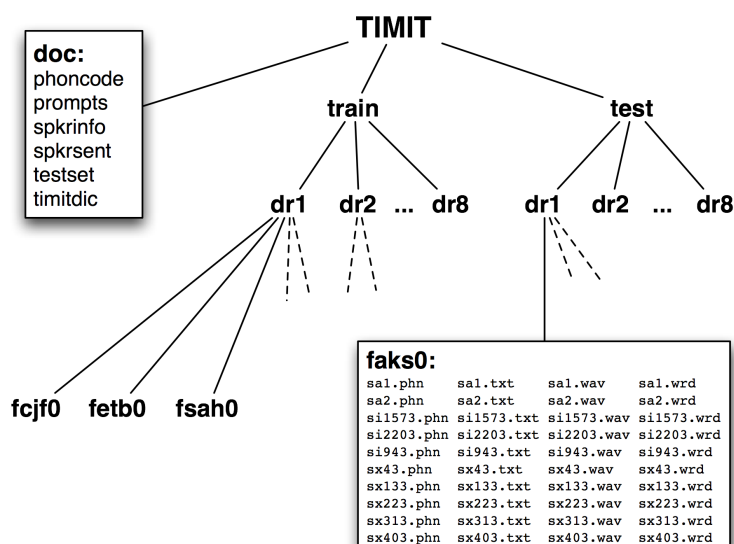 TIMIT
doc:
phoncode
prompts
spkrinfo
spkrsent
testset
timitdic
train test
dr1 dr2 ... dr8 dr1 dr2 ... dr8
fcjf0 fetb0 fsah0
faks0:
sa1.phn sa1.txt sa1.wav sa1.wrd
sa2.phn sa2.txt sa2.wav sa2.wrd
si1573.phn si1573.txt si1573.wav si1573.wrd
si2203.phn si2203.txt si2203.wav si2203.wrd
si943.phn si943.txt si943.wav si943.wrd
sx43.phn sx43.txt sx43.wav sx43.wrd
sx133.phn sx133.txt sx133.wav sx133.wrd
sx223.phn sx223.txt sx223.wav sx223.wrd
sx313.phn sx313.txt sx313.wav sx313.wrd
sx403.phn sx403.txt sx403.wav sx403.wrd